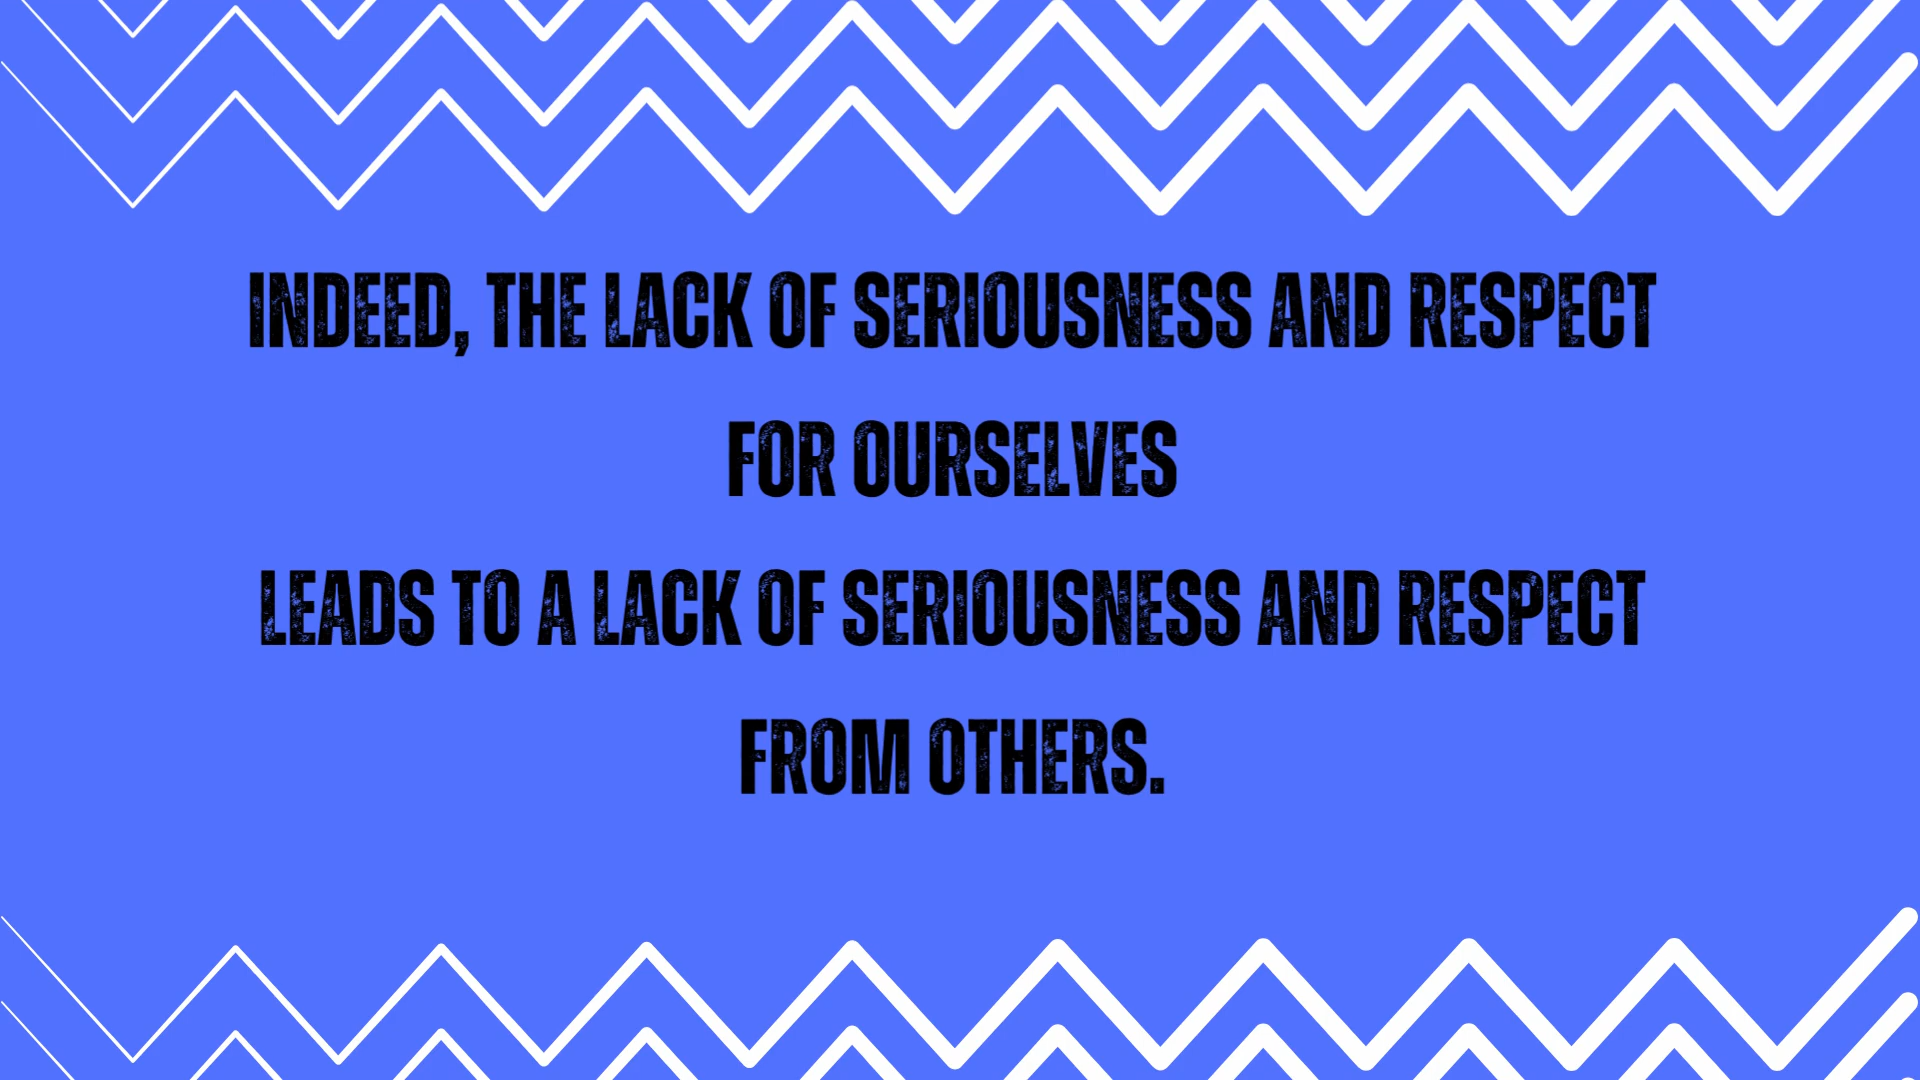 INDEED, THE LACK OF SERIOUSNESS AND RESPECT
FOR OURSELVES
LEADS TO A LACK OF SERIOUSNESS AND RESPECT
FROM OTHERS.